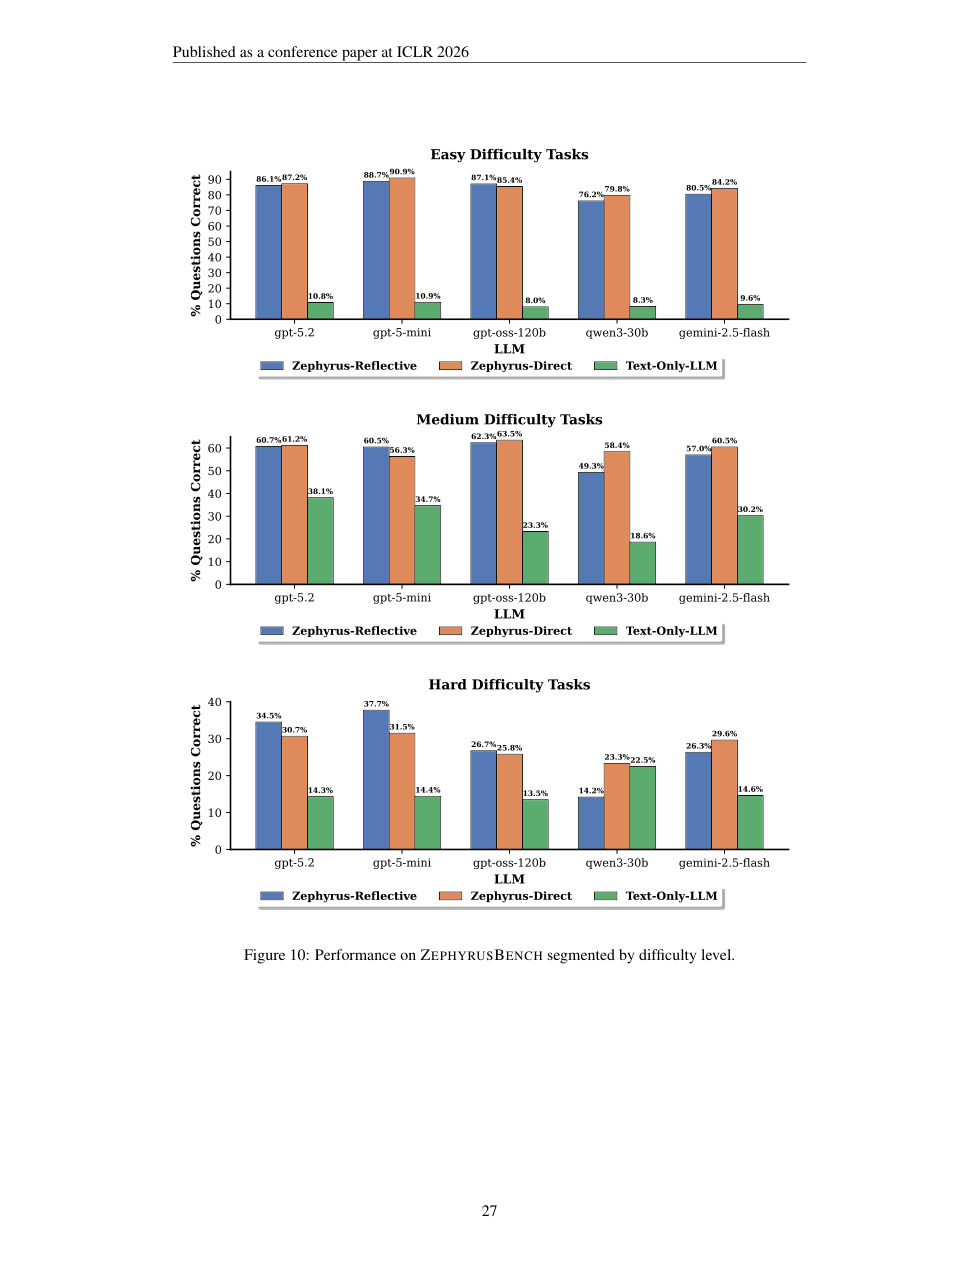 Published as a conference paper at ICLR 2026
Easy Difficulty Tasks
% Questions Correct
90
80
70
60
50
40
30
20
10
0
86.1% 87.2% 10.8%
88.7% 90.9% 10.9%
87.1% 85.4% 8.0%
76.2% 79.8% 8.3%
80.5% 84.2% 9.6%
gpt-5.2 gpt-5-mini gpt-oss-120b qwen3-30b gemini-2.5-flash
LLM
Zephyrus-Reflective Zephyrus-Direct Text-Only-LLM
Medium Difficulty Tasks
% Questions Correct
60
50
40
30
20
10
0
60.7% 61.2% 38.1%
60.5% 56.3% 34.7%
62.3% 63.5% 23.3%
49.3% 58.4% 18.6%
57.0% 60.5% 30.2%
gpt-5.2 gpt-5-mini gpt-oss-120b qwen3-30b gemini-2.5-flash
LLM
Zephyrus-Reflective Zephyrus-Direct Text-Only-LLM
Hard Difficulty Tasks
% Questions Correct
40
30
20
10
0
34.5% 30.7% 14.3%
37.7% 31.5% 14.4%
26.7% 25.8% 13.5%
14.2% 23.3% 22.5%
26.3% 29.6% 14.6%
gpt-5.2 gpt-5-mini gpt-oss-120b qwen3-30b gemini-2.5-flash
LLM
Zephyrus-Reflective Zephyrus-Direct Text-Only-LLM
Figure 10: Performance on ZEPHYRUSBENCH segmented by difficulty level.
27